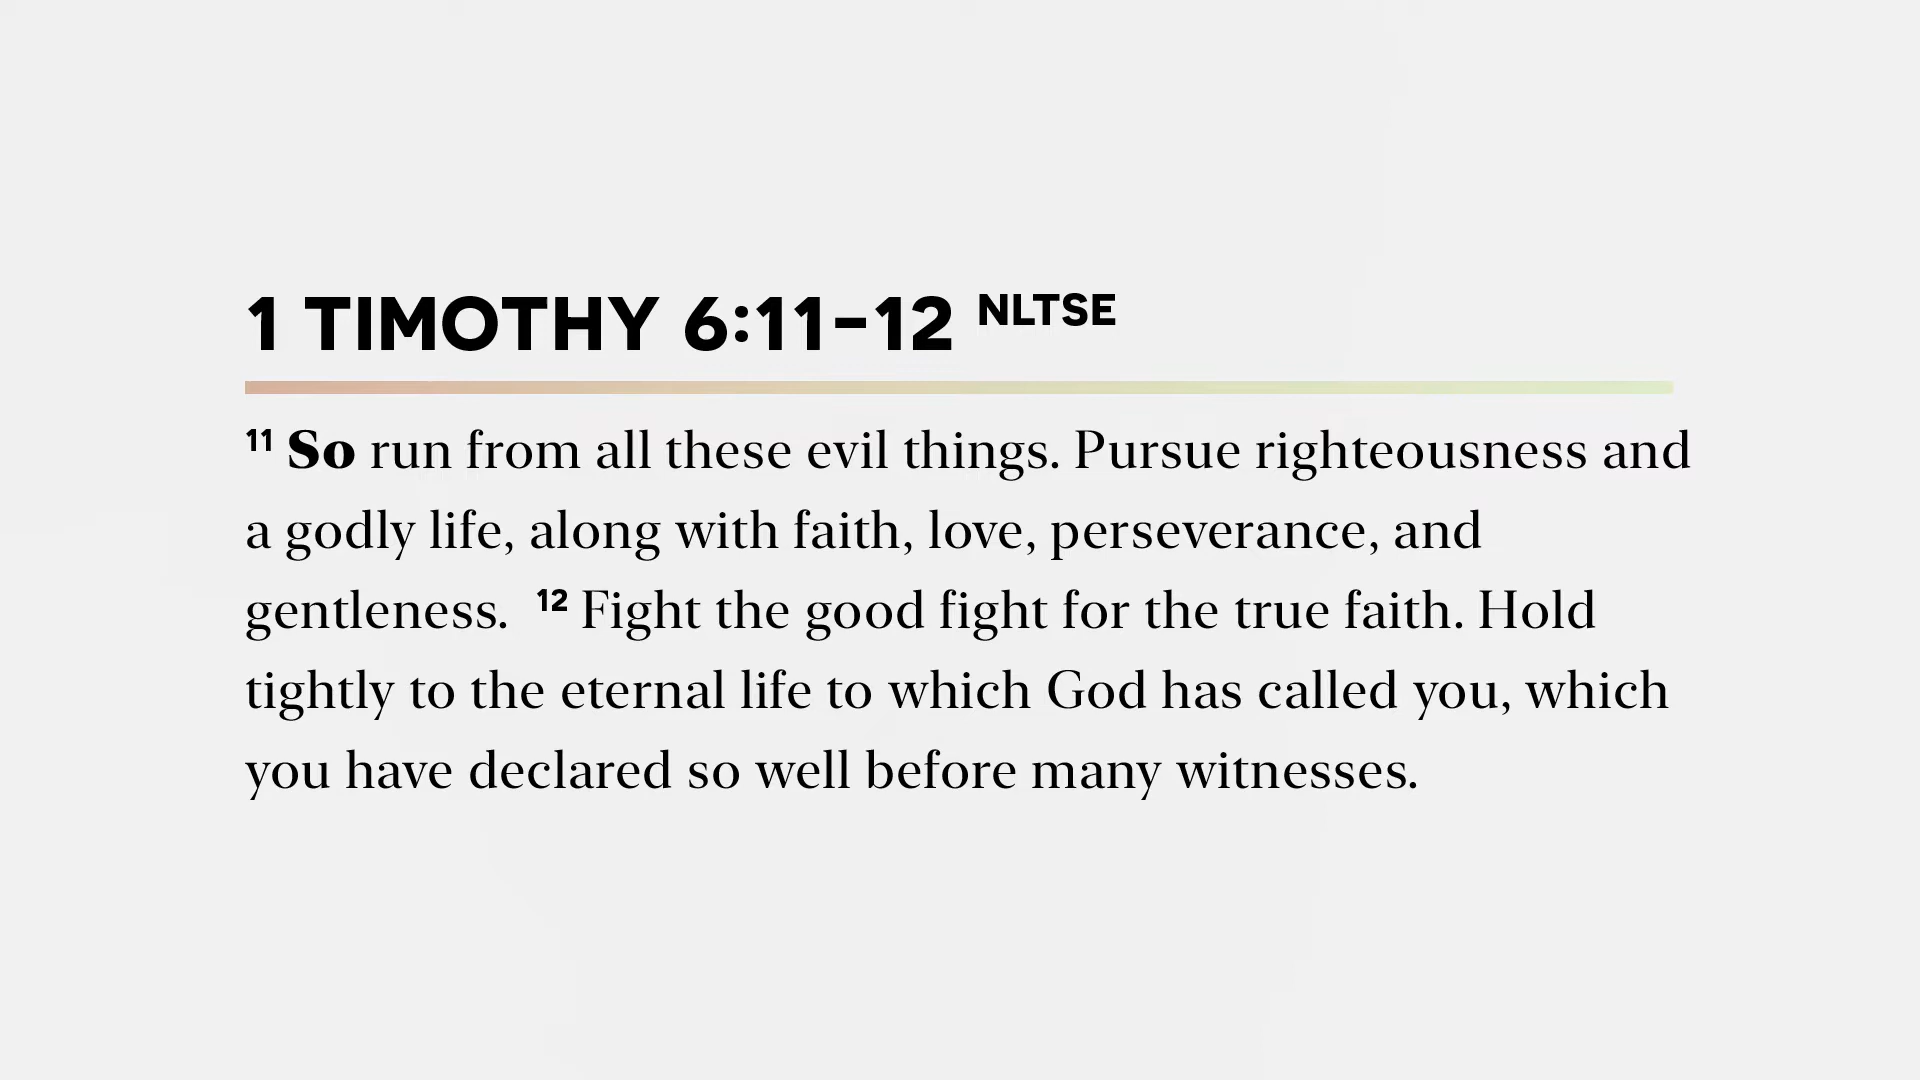 1 TIMOTHY 6:11–12 NLTSE
11 So run from all these evil things. Pursue righteousness and
a godly life, along with faith, love, perseverance, and
gentleness. 12 Fight the good fight for the true faith. Hold
tightly to the eternal life to which God has called you, which
you have declared so well before many witnesses.